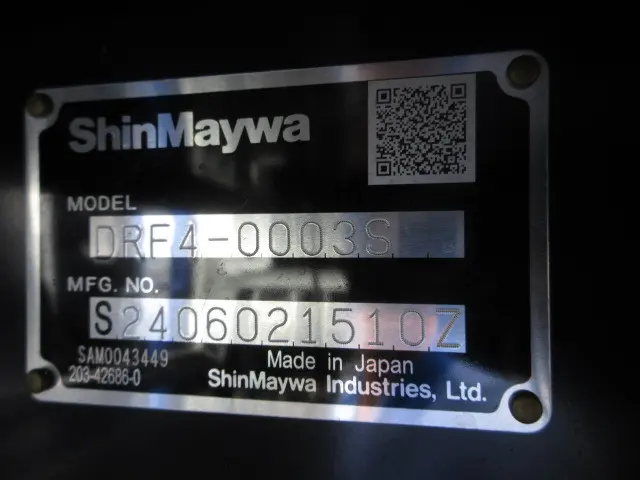 ShinMaywa
MODEL
DRF4-0003S
MFG. NO.
S2406021510Z
SAM0043449
203-42686-0
Made in Japan
ShinMaywa Industries, Ltd.